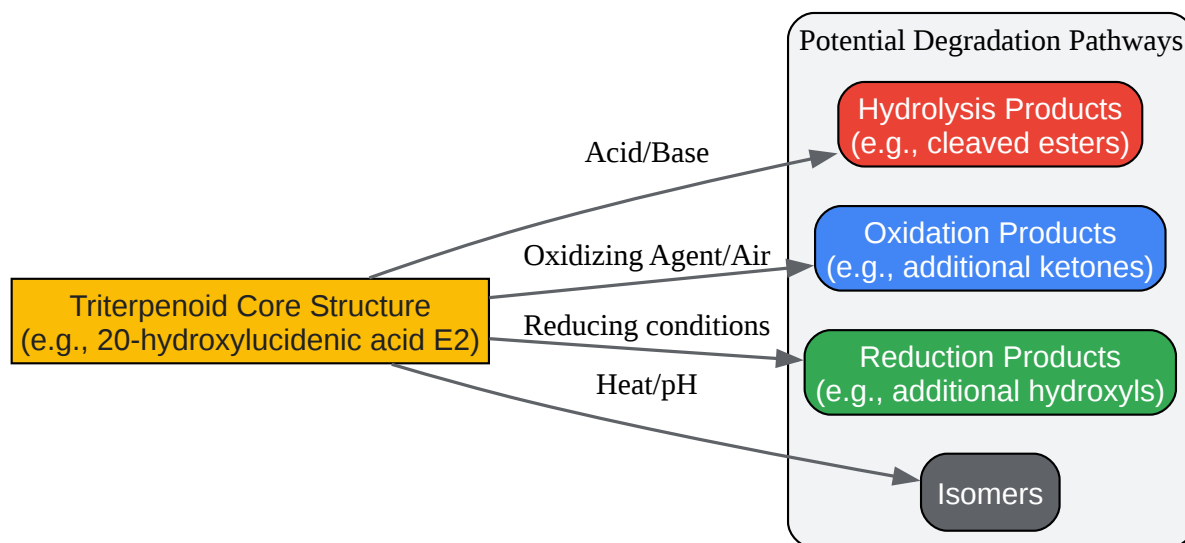 Potential Degradation Pathways
Hydrolysis Products
(e.g., cleaved esters)
Acid/Base
Oxidation Products
(e.g., additional ketones)
Oxidizing Agent/Air
Triterpenoid Core Structure
(e.g., 20-hydroxylucidenic acid E2)
Reducing conditions
Reduction Products
(e.g., additional hydroxyls)
Heat/pH
Isomers